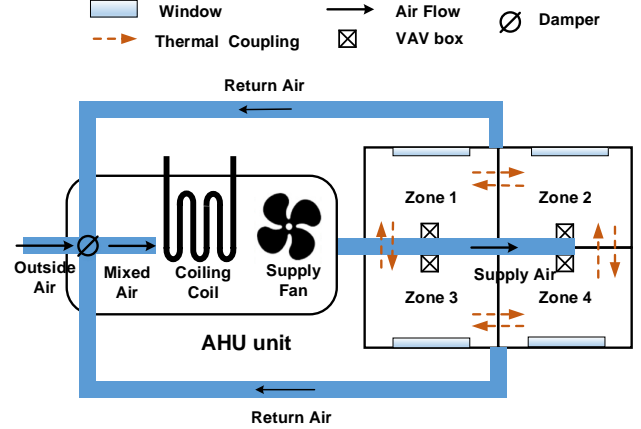 Window
Air Flow
Damper
Thermal Coupling
VAV box
Return Air
Zone 1
Zone 2
Outside
Air
Mixed
Air
Coiling
Coil
Supply
Fan
Supply Air
Zone 3
Zone 4
AHU unit
Return Air